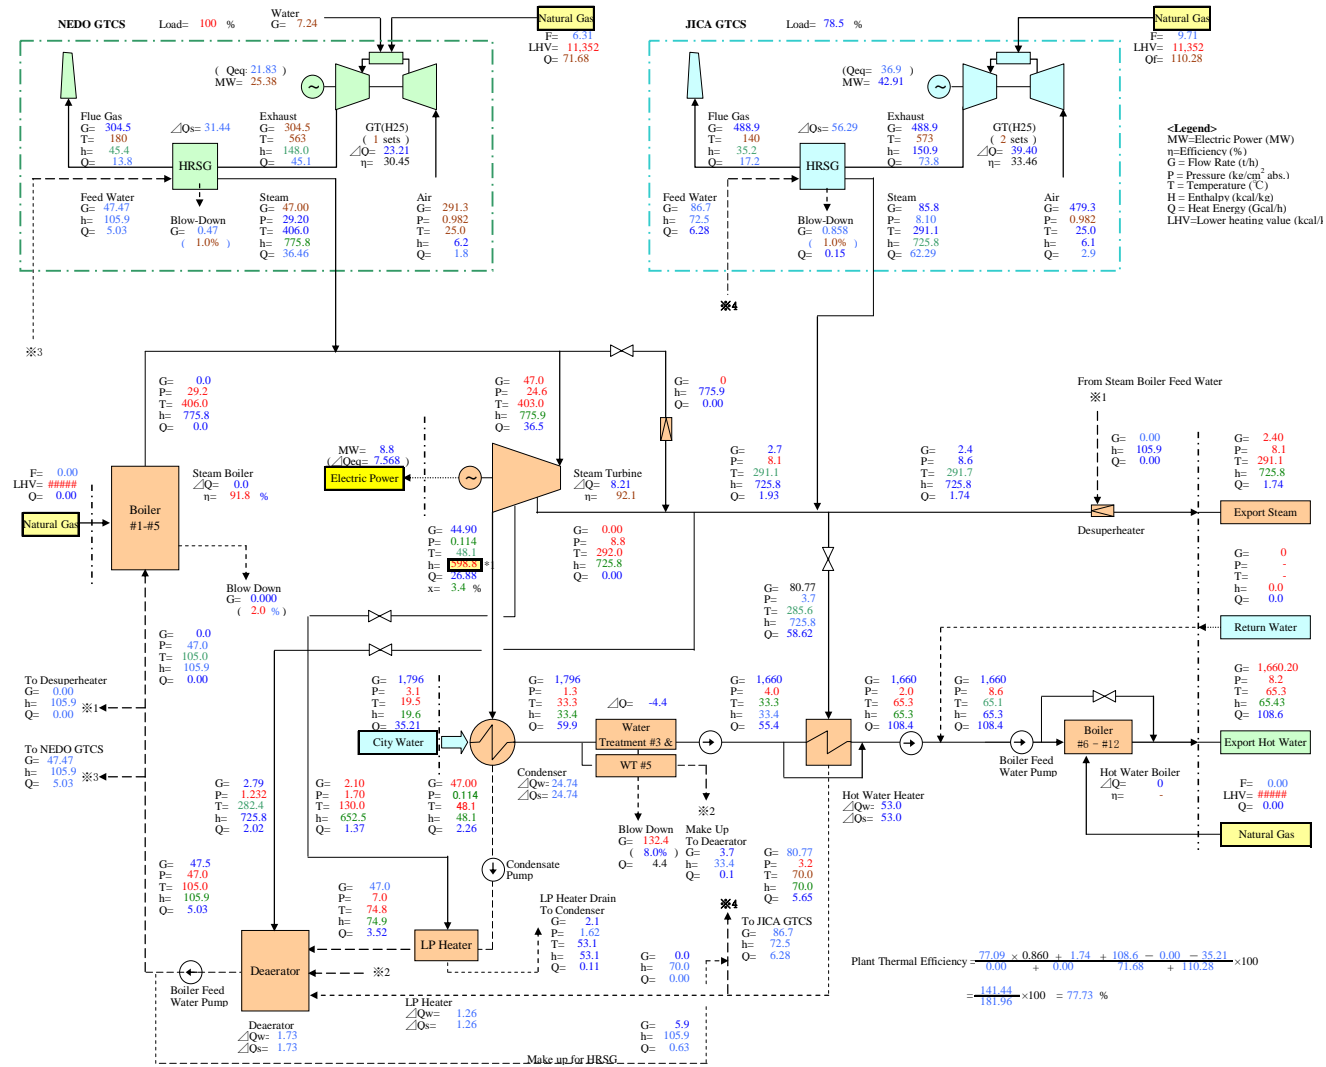 NEDO GTCS
Load= 100 %
Water
G= 7.24
Natural Gas
F= 6.31
LHV= 11,352
Q= 71.68
( Qeq: 21.83 )
MW= 25.38
Flue Gas
G= 304.5
T= 180
h= 45.4
Q= 13.8
⊿Qs= 31.44
HRSG
Exhaust
G= 304.5
T= 563
h= 148.0
Q= 45.1
GT(H25)
( 1 sets )
⊿Q= 23.21
η= 30.45
Feed Water
G= 47.47
h= 105.9
Q= 5.03
Blow-Down
G= 0.47
( 1.0% )
Steam
G= 47.00
P= 29.20
T= 406.0
h= 775.8
Q= 36.46
Air
G= 291.3
P= 0.982
T= 25.0
h= 6.2
Q= 1.8
※3
JICA GTCS
Load= 78.5 %
Natural Gas
F= 9.71
LHV= 11,352
Qf= 110.28
(Qeq= 36.9 )
MW= 42.91
Flue Gas
G= 488.9
T= 140
h= 35.2
Q= 17.2
⊿Qs= 56.29
HRSG
Exhaust
G= 488.9
T= 573
h= 150.9
Q= 73.8
GT(H25)
( 2 sets )
⊿Q= 39.40
η= 33.46
Feed Water
G= 86.7
h= 72.5
Q= 6.28
Blow-Down
G= 0.858
( 1.0% )
Q= 0.15
Steam
G= 85.8
P= 8.10
T= 291.1
h= 725.8
Q= 62.29
Air
G= 479.3
P= 0.982
T= 25.0
h= 6.1
Q= 2.9
※4
<Legend>
MW=Electric Power (MW)
η=Efficiency (%)
G = Flow Rate (t/h)
P = Pressure (kg/cm² abs.)
T = Temperature (℃)
H = Enthalpy (kcal/kg)
Q = Heat Energy (Gcal/h)
LHV=Lower heating value (kcal/
G= 0.0
P= 29.2
T= 406.0
h= 775.8
Q= 0.0
G= 47.0
P= 24.6
T= 403.0
h= 775.9
Q= 36.5
G= 0
h= 775.9
Q= 0.00
From Steam Boiler Feed Water
※1
G= 0.00
h= 105.9
Q= 0.00
G= 2.40
P= 8.1
T= 291.1
h= 725.8
Q= 1.74
F= 0.00
LHV= #####
Q= 0.00
Natural Gas
Boiler
#1-#5
Steam Boiler
⊿Q= 0.0
η= 91.8 %
MW= 8.8
(⊿Qeq= 7.568 )
Electric Power
Steam Turbine
⊿Q= 8.21
η= 92.1
G= 2.7
P= 8.1
T= 291.1
h= 725.8
Q= 1.93
G= 2.4
P= 8.6
T= 291.7
h= 725.8
Q= 1.74
Desuperheater
Export Steam
Blow Down
G= 0.000
( 2.0 % )
G= 44.90
P= 0.114
T= 48.1
h= 598.8 *1
Q= 26.88
x= 3.4 %
G= 0.00
P= 8.8
T= 292.0
h= 725.8
Q= 0.00
G= 80.77
P= 3.7
T= 285.6
h= 725.8
Q= 58.62
G= 0
P= -
T= -
h= 0.0
Q= 0.0
Return Water
G= 0.0
P= 47.0
T= 105.0
h= 105.9
Q= 0.00
To Desuperheater
G= 0.00
h= 105.9 ※1
Q= 0.00
To NEDO GTCS
G= 47.47
h= 105.9 ※3
Q= 5.03
G= 1,796
P= 3.1
T= 19.5
h= 19.6
Q= 35.21
City Water
G= 1,796
P= 1.3
T= 33.3
h= 33.4
Q= 59.9
⊿Q= -4.4
Water
Treatment #3 &
WT #5
G= 1,660
P= 4.0
T= 33.3
h= 33.4
Q= 55.4
G= 1,660
P= 2.0
T= 65.3
h= 65.3
Q= 108.4
G= 1,660
P= 8.6
T= 65.1
h= 65.3
Q= 108.4
G= 1,660.20
P= 8.2
T= 65.3
h= 65.43
Q= 108.6
Boiler
#6 − #12
Export Hot Water
Boiler Feed
Water Pump
Hot Water Boiler
⊿Q= 0
η= -
F= 0.00
LHV= #####
Q= 0.00
Natural Gas
Condenser
⊿Qw= 24.74
⊿Qs= 24.74
Hot Water Heater
⊿Qw= 53.0
⊿Qs= 53.0
G= 2.79
P= 1.232
T= 282.4
h= 725.8
Q= 2.02
G= 2.10
P= 1.70
T= 130.0
h= 652.5
Q= 1.37
G= 47.00
P= 0.114
T= 48.1
h= 48.1
Q= 2.26
※2
Blow Down
G= 132.4
( 8.0% )
Q= 4.4
Make Up
To Deaerator
G= 3.7
h= 33.4
Q= 0.1
G= 80.77
P= 3.2
T= 70.0
h= 70.0
Q= 5.65
Condensate
Pump
G= 47.5
P= 47.0
T= 105.0
h= 105.9
Q= 5.03
G= 47.0
P= 7.0
T= 74.8
h= 74.9
Q= 3.52
LP Heater Drain
To Condenser
G= 2.1
P= 1.62
T= 53.1
h= 53.1
Q= 0.11
※4
To JICA GTCS
G= 86.7
h= 72.5
Q= 6.28
LP Heater
Deaerator
※2
G= 0.0
h= 70.0
Q= 0.00
Boiler Feed
Water Pump
LP Heater
⊿Qw= 1.26
⊿Qs= 1.26
Deaerator
⊿Qw= 1.73
⊿Qs= 1.73
G= 5.9
h= 105.9
Q= 0.63
Make up for HRSG
Plant Thermal Efficiency = 77.09 × 0.860 + 1.74 + 108.6 − 0.00 − 35.21 ×100
0.00 + 0.00 71.68 + 110.28
= 141.44 ×100 = 77.73 %
181.96